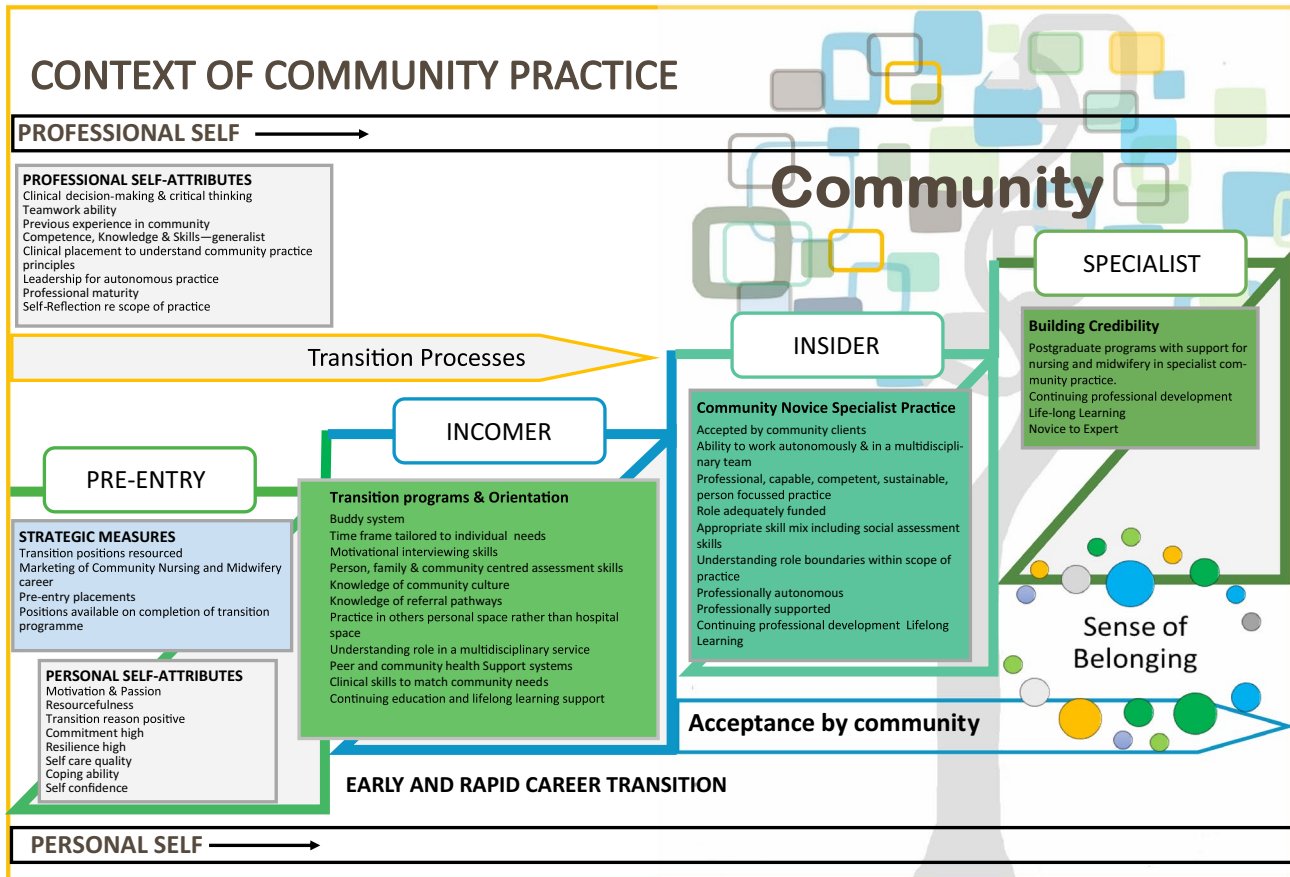 CONTEXT OF COMMUNITY PRACTICE
PROFESSIONAL SELF
PROFESSIONAL SELF-ATTRIBUTES
Clinical decision-making & critical thinking
Teamwork ability
Previous experience in community
Competence, Knowledge & Skills—generalist
Clinical placement to understand community practice
principles
Leadership for autonomous practice
Professional maturity
Self-Reflection re scope of practice
Community
Transition Processes
PRE-ENTRY
STRATEGIC MEASURES
Transition positions resourced
Marketing of Community Nursing and Midwifery
career
Pre-entry placements
Positions available on completion of transition
programme
PERSONAL SELF-ATTRIBUTES
Motivation & Passion
Resourcefulness
Transition reason positive
Commitment high
Resilience high
Self care quality
Coping ability
Self confidence
INCOMER
Transition programs & Orientation
Buddy system
Time frame tailored to individual needs
Motivational interviewing skills
Person, family & community centred assessment skills
Knowledge of community culture
Knowledge of referral pathways
Practice in others personal space rather than hospital
space
Understanding role in a multidisciplinary service
Peer and community health Support systems
Clinical skills to match community needs
Continuing education and lifelong learning support
INSIDER
Community Novice Specialist Practice
Accepted by community clients
Ability to work autonomously & in a multidiscipli-
nary team
Professional, capable, competent, sustainable,
person focussed practice
Role adequately funded
Appropriate skill mix including social assessment
skills
Understanding role boundaries within scope of
practice
Professionally autonomous
Professionally supported
Continuing professional development Lifelong
Learning
SPECIALIST
Building Credibility
Postgraduate programs with support for
nursing and midwifery in specialist com-
munity practice.
Continuing professional development
Life-long Learning
Novice to Expert
Sense of
Belonging
Acceptance by community
EARLY AND RAPID CAREER TRANSITION
PERSONAL SELF